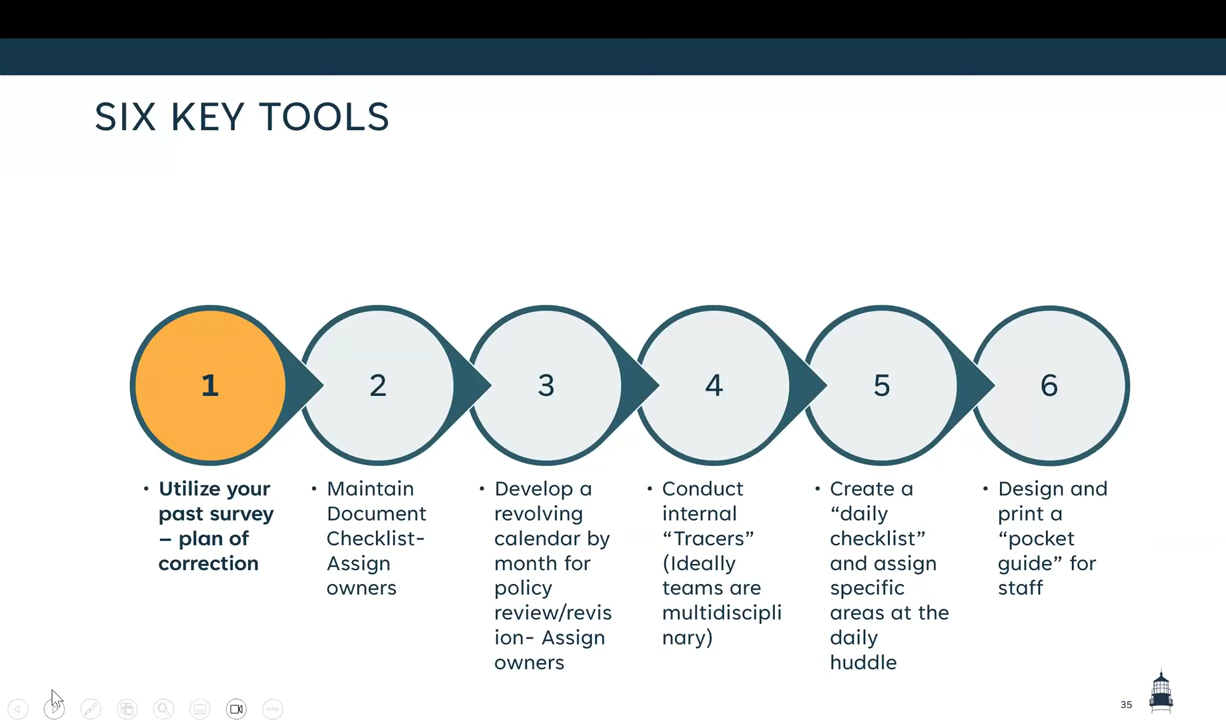 SIX KEY TOOLS
1
2
3
4
5
6
• Utilize your
past survey
– plan of
correction
• Maintain
Document
Checklist-
Assign
owners
• Develop a
revolving
calendar by
month for
policy
review/revis
ion- Assign
owners
• Conduct
internal
“Tracers”
(Ideally
teams are
multidiscipli
nary)
• Create a
“daily
checklist”
and assign
specific
areas at the
daily
huddle
• Design and
print a
“pocket
guide” for
staff
35